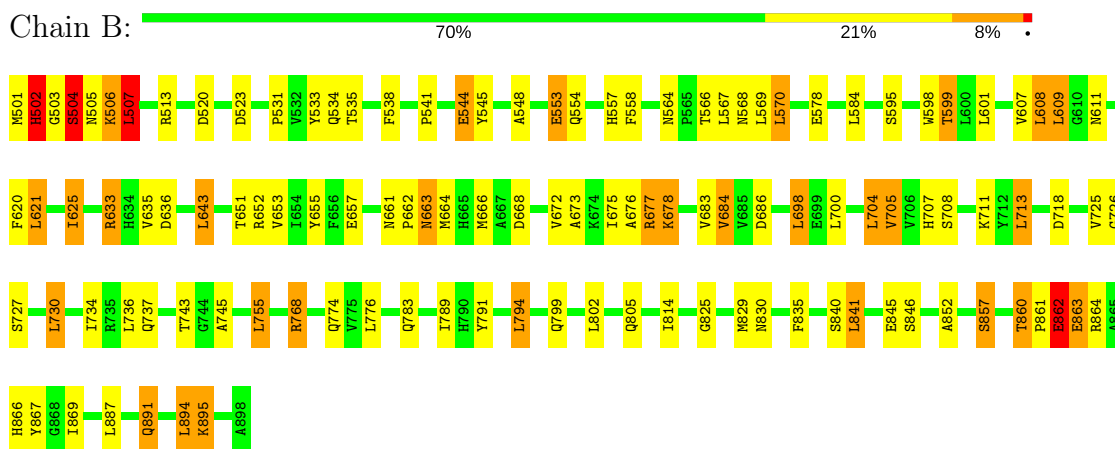 Chain B:
70% 21% 8% •
M501 H502 G503 S504 N505 K506 L507 R513 D520 D523 P531 V532 Y533 Q534 T535 F538 P541 E544 Y545 A548 E553 Q554 H557 F558 N564 P565 T566 L567 N568 L569 L570 E578 L584 S595 W598 T599 L600 L601 V607 L608 L609 G610 N611
F620 L621 I625 R633 H634 V635 D636 L643 T651 R652 V653 I654 Y655 F656 E657 N661 P662 N663 M664 H665 M666 A667 D668 V672 A673 K674 I675 A676 R677 K678 V683 V684 V685 D686 L698 E699 L700 L704 V705 V706 H707 S708 K711 Y712 L713 D718 V725 G726
S727 L730 I734 R735 L736 Q737 T743 G744 A745 L755 R768 Q774 V775 L776 Q783 I789 H790 Y791 L794 Q799 L802 Q805 I814 G825 M829 N830 F835 S840 L841 E845 S846 A852 S857 T860 P861 E862 E863 R864 A865
H866 Y867 G868 I869 L887 Q891 L894 K895 A898